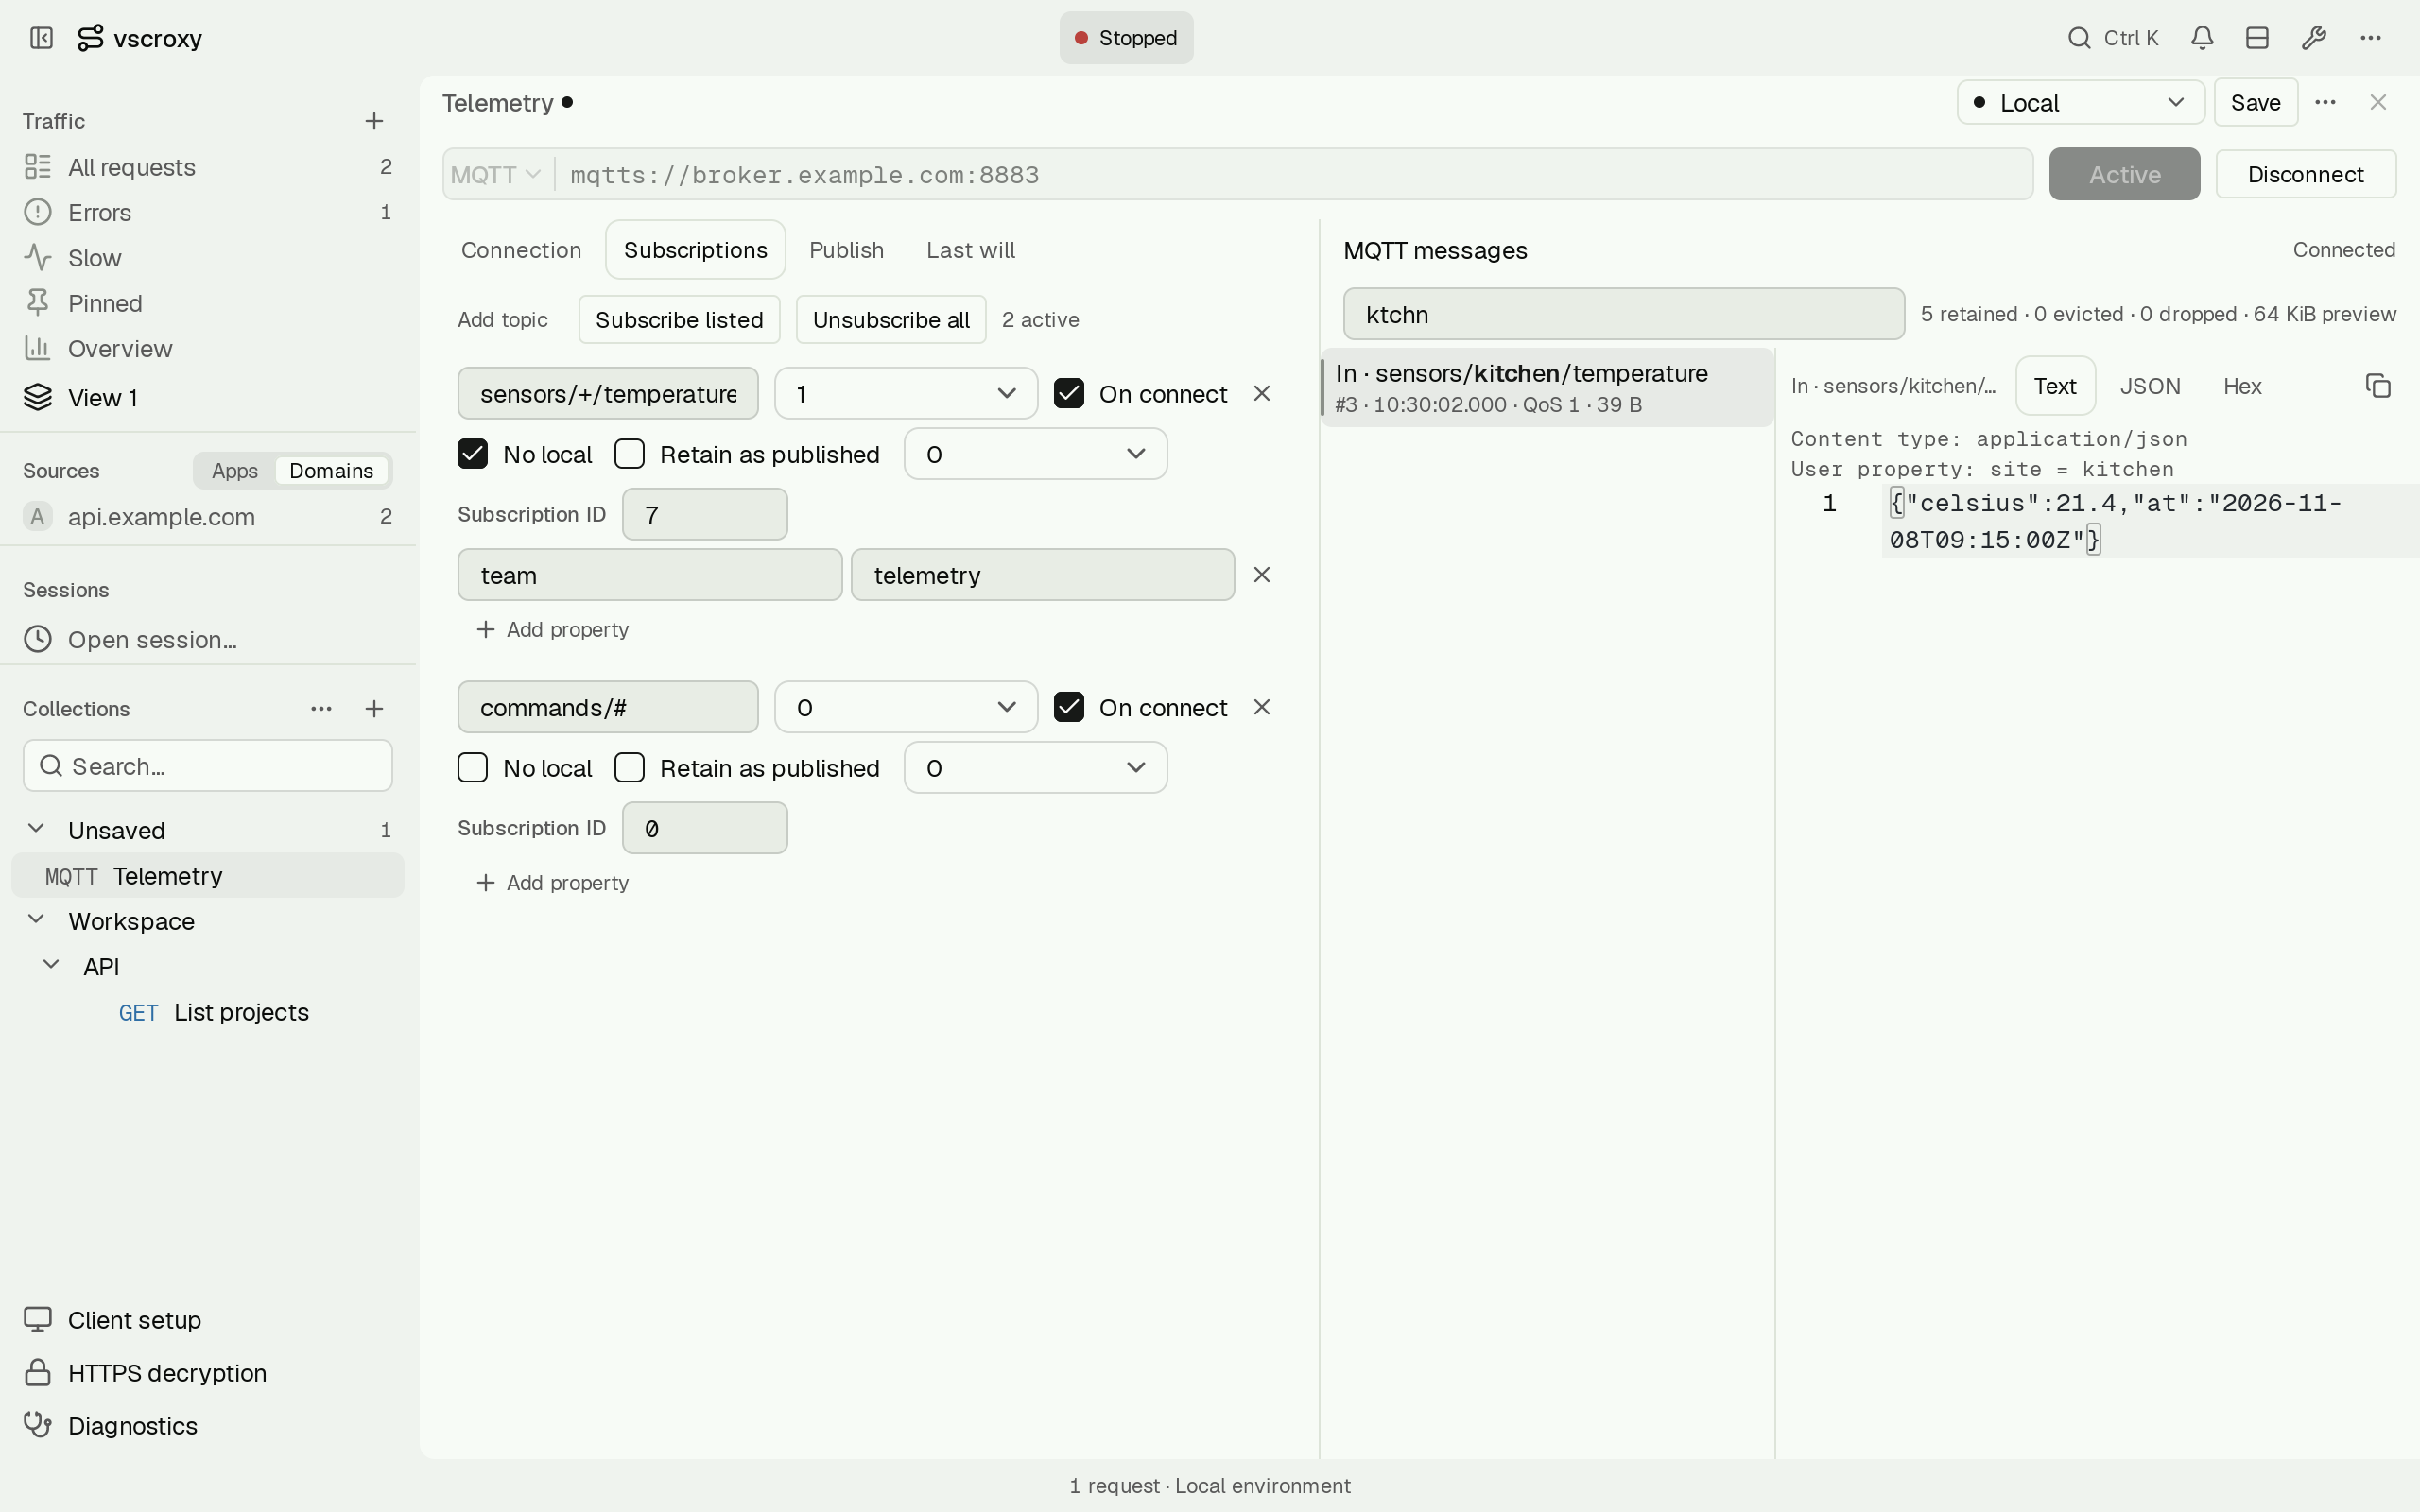 vscroxy
Stopped
Ctrl K
Traffic
All requests 2
Errors 1
Slow
Pinned
Overview
View 1
Sources Apps Domains
A api.example.com 2
Sessions
Open session...
Collections
Search...
Unsaved 1
MQTT Telemetry
Workspace
API
GET List projects
Client setup
HTTPS decryption
Diagnostics
Telemetry
Local
Save
MQTT mqtts://broker.example.com:8883
Active
Disconnect
Connection Subscriptions Publish Last will
Add topic Subscribe listed Unsubscribe all 2 active
sensors/+/temperature 1 On connect
No local Retain as published 0
Subscription ID 7
team telemetry
Add property
commands/# 0 On connect
No local Retain as published 0
Subscription ID 0
Add property
MQTT messages Connected
ktchn 5 retained · 0 evicted · 0 dropped · 64 KiB preview
In · sensors/kitchen/temperature
#3 · 10:30:02.000 · QoS 1 · 39 B
In · sensors/kitchen/... Text JSON Hex
Content type: application/json
User property: site = kitchen
1 {"celsius":21.4,"at":"2026-11-
08T09:15:00Z"}
1 request · Local environment